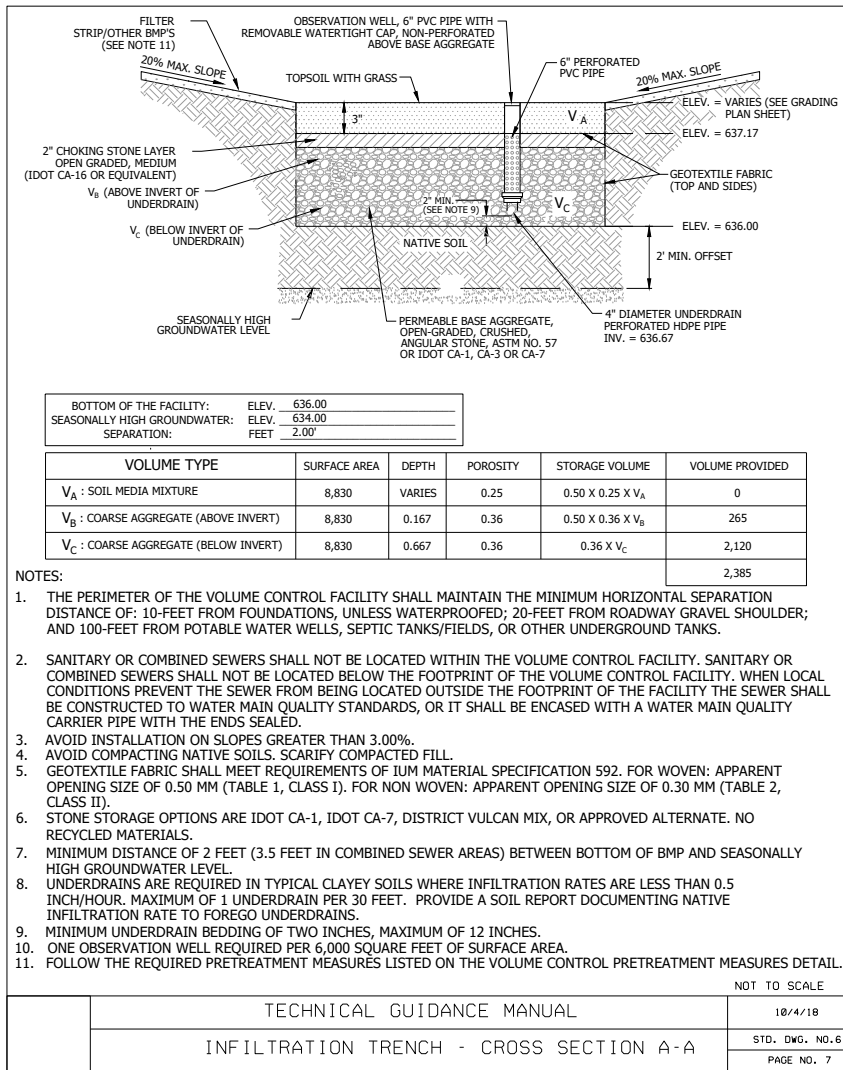 FILTER
STRIP/OTHER BMP'S
(SEE NOTE 11)
20% MAX. SLOPE
OBSERVATION WELL, 6" PVC PIPE WITH
REMOVABLE WATERTIGHT CAP, NON-PERFORATED
ABOVE BASE AGGREGATE
6" PERFORATED
PVC PIPE
20% MAX. SLOPE
TOPSOIL WITH GRASS
3"
V A
ELEV. = VARIES (SEE GRADING
PLAN SHEET)
ELEV. = 637.17
2" CHOKING STONE LAYER
OPEN GRADED, MEDIUM
(IDOT CA-16 OR EQUIVALENT)
GEOTEXTILE FABRIC
(TOP AND SIDES)
VB (ABOVE INVERT OF
UNDERDRAIN)
2" MIN.
(SEE NOTE 9)
VC
VC (BELOW INVERT OF
UNDERDRAIN)
ELEV. = 636.00
NATIVE SOIL
2' MIN. OFFSET
SEASONALLY HIGH
GROUNDWATER LEVEL
PERMEABLE BASE AGGREGATE,
OPEN-GRADED, CRUSHED,
ANGULAR STONE, ASTM NO. 57
OR IDOT CA-1, CA-3 OR CA-7
4" DIAMETER UNDERDRAIN
PERFORATED HDPE PIPE
INV. = 636.67
BOTTOM OF THE FACILITY: ELEV. 636.00
SEASONALLY HIGH GROUNDWATER: ELEV. 634.00
SEPARATION: FEET 2.00'
VOLUME TYPE SURFACE AREA DEPTH POROSITY STORAGE VOLUME VOLUME PROVIDED
VA : SOIL MEDIA MIXTURE 8,830 VARIES 0.25 0.50 X 0.25 X VA 0
VB : COARSE AGGREGATE (ABOVE INVERT) 8,830 0.167 0.36 0.50 X 0.36 X VB 265
VC : COARSE AGGREGATE (BELOW INVERT) 8,830 0.667 0.36 0.36 X VC 2,120
2,385
NOTES:
1. THE PERIMETER OF THE VOLUME CONTROL FACILITY SHALL MAINTAIN THE MINIMUM HORIZONTAL SEPARATION
DISTANCE OF: 10-FEET FROM FOUNDATIONS, UNLESS WATERPROOFED; 20-FEET FROM ROADWAY GRAVEL SHOULDER;
AND 100-FEET FROM POTABLE WATER WELLS, SEPTIC TANKS/FIELDS, OR OTHER UNDERGROUND TANKS.
2. SANITARY OR COMBINED SEWERS SHALL NOT BE LOCATED WITHIN THE VOLUME CONTROL FACILITY. SANITARY OR
COMBINED SEWERS SHALL NOT BE LOCATED BELOW THE FOOTPRINT OF THE VOLUME CONTROL FACILITY. WHEN LOCAL
CONDITIONS PREVENT THE SEWER FROM BEING LOCATED OUTSIDE THE FOOTPRINT OF THE FACILITY THE SEWER SHALL
BE CONSTRUCTED TO WATER MAIN QUALITY STANDARDS, OR IT SHALL BE ENCASED WITH A WATER MAIN QUALITY
CARRIER PIPE WITH THE ENDS SEALED.
3. AVOID INSTALLATION ON SLOPES GREATER THAN 3.00%.
4. AVOID COMPACTING NATIVE SOILS. SCARIFY COMPACTED FILL.
5. GEOTEXTILE FABRIC SHALL MEET REQUIREMENTS OF IUM MATERIAL SPECIFICATION 592. FOR WOVEN: APPARENT
OPENING SIZE OF 0.50 MM (TABLE 1, CLASS I). FOR NON WOVEN: APPARENT OPENING SIZE OF 0.30 MM (TABLE 2,
CLASS II).
6. STONE STORAGE OPTIONS ARE IDOT CA-1, IDOT CA-7, DISTRICT VULCAN MIX, OR APPROVED ALTERNATE. NO
RECYCLED MATERIALS.
7. MINIMUM DISTANCE OF 2 FEET (3.5 FEET IN COMBINED SEWER AREAS) BETWEEN BOTTOM OF BMP AND SEASONALLY
HIGH GROUNDWATER LEVEL.
8. UNDERDRAINS ARE REQUIRED IN TYPICAL CLAYEY SOILS WHERE INFILTRATION RATES ARE LESS THAN 0.5
INCH/HOUR. MAXIMUM OF 1 UNDERDRAIN PER 30 FEET. PROVIDE A SOIL REPORT DOCUMENTING NATIVE
INFILTRATION RATE TO FOREGO UNDERDRAINS.
9. MINIMUM UNDERDRAIN BEDDING OF TWO INCHES, MAXIMUM OF 12 INCHES.
10. ONE OBSERVATION WELL REQUIRED PER 6,000 SQUARE FEET OF SURFACE AREA.
11. FOLLOW THE REQUIRED PRETREATMENT MEASURES LISTED ON THE VOLUME CONTROL PRETREATMENT MEASURES DETAIL.
NOT TO SCALE
TECHNICAL GUIDANCE MANUAL
10/4/18
INFILTRATION TRENCH - CROSS SECTION A-A
STD. DWG. NO.6
PAGE NO. 7